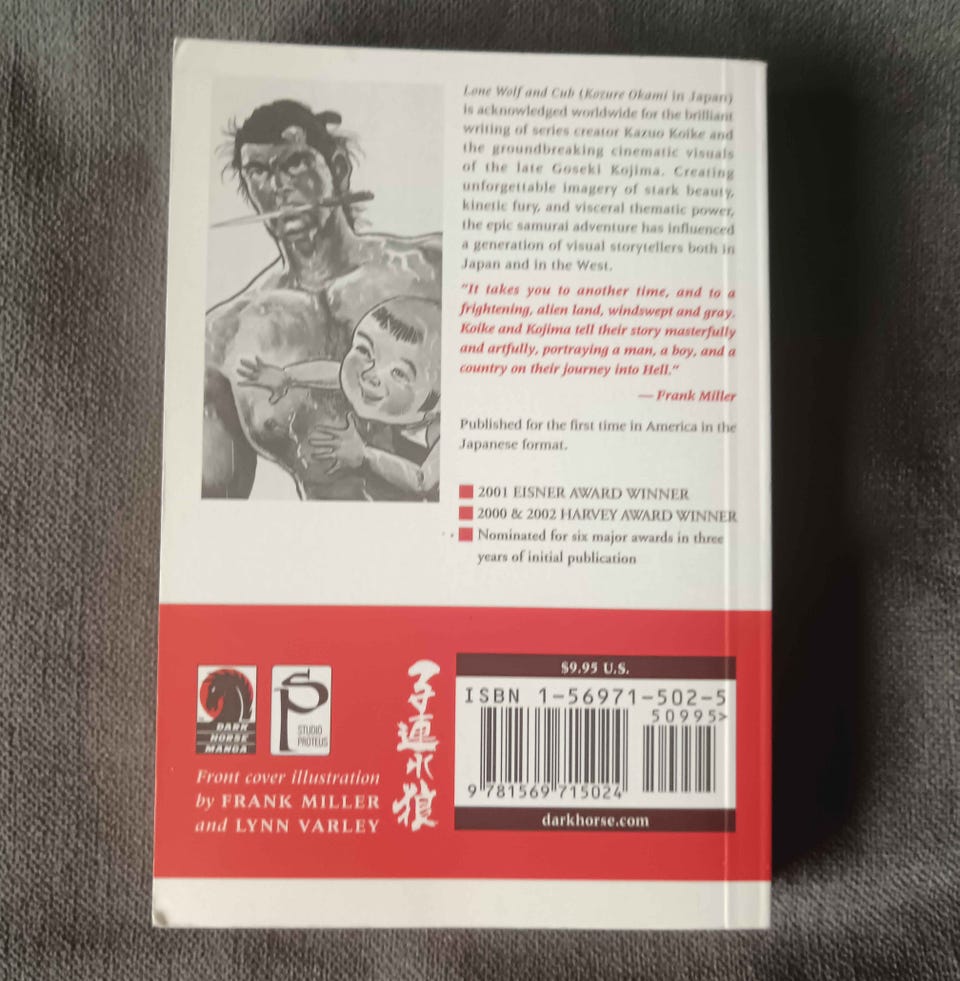 Lone Wolf and Cub (Kozure Okami in Japan)
is acknowledged worldwide for the brilliant
writing of series creator Kazuo Koike and
the groundbreaking cinematic visuals
of the late Goseki Kojima. Creating
unforgettable imagery of stark beauty,
kinetic fury, and visceral thematic power,
the epic samurai adventure has influenced
a generation of visual storytellers both in
Japan and in the West.
"It takes you to another time, and to a
frightening, alien land, windswept and gray.
Koike and Kojima tell their story masterfully
and artfully, portraying a man, a boy, and a
country on their journey into Hell."
— Frank Miller
Published for the first time in America in the
Japanese format.
2001 EISNER AWARD WINNER
2000 & 2002 HARVEY AWARD WINNER
Nominated for six major awards in three
years of initial publication
DARK
HORSE
MANGA
SP
STUDIO
PROTEUS
Front cover illustration
by FRANK MILLER
and LYNN VARLEY
子連れ狼
$9.95 U.S.
ISBN 1-56971-502-5
50995>
9 781569 715024
darkhorse.com